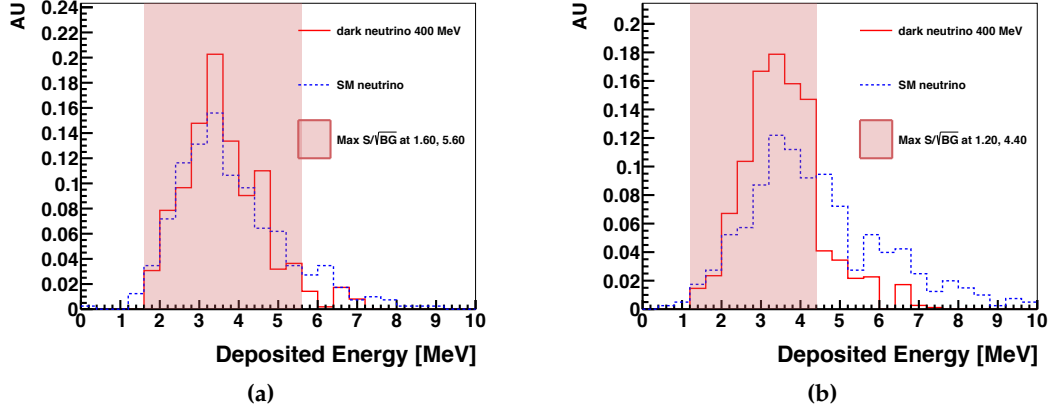 AU
0.24
0.22
0.2
0.18
0.16
0.14
0.12
0.1
0.08
0.06
0.04
0.02
0
dark neutrino 400 MeV
SM neutrino
Max S/√BG at 1.60, 5.60
0 1 2 3 4 5 6 7 8 9 10
Deposited Energy [MeV]
(a)
AU
0.2
0.18
0.16
0.14
0.12
0.1
0.08
0.06
0.04
0.02
0
dark neutrino 400 MeV
SM neutrino
Max S/√BG at 1.20, 4.40
0 1 2 3 4 5 6 7 8 9 10
Deposited Energy [MeV]
(b)